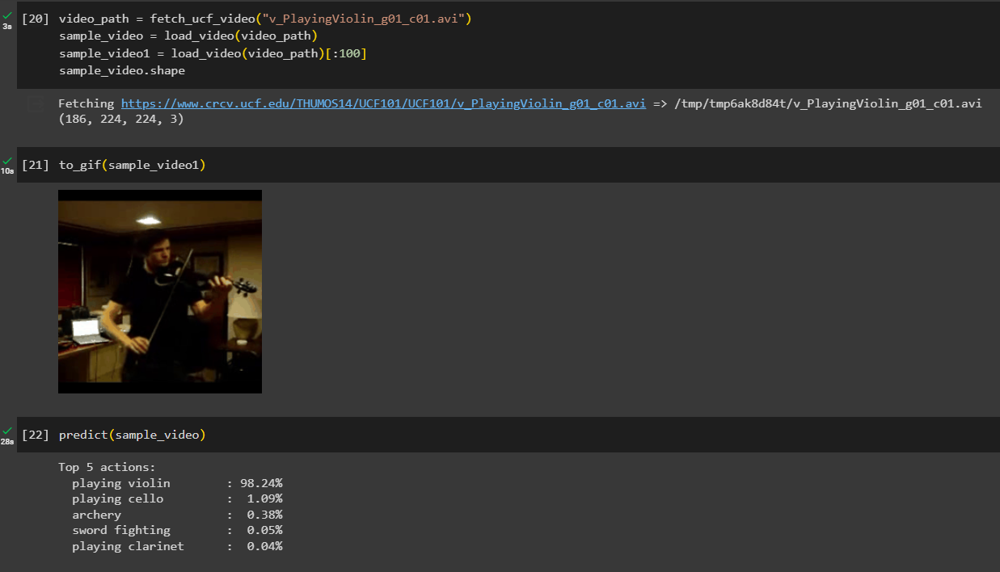 [20] video_path = fetch_ucf_video("v_PlayingViolin_g01_c01.avi")
3s sample_video = load_video(video_path)
sample_video1 = load_video(video_path)[:100]
sample_video.shape
Fetching https://www.crcv.ucf.edu/THUMOS14/UCF101/UCF101/v_PlayingViolin_g01_c01.avi => /tmp/tmp6ak8d84t/v_PlayingViolin_g01_c01.avi
(186, 224, 224, 3)
[21] to_gif(sample_video1)
10s
[22] predict(sample_video)
28s
Top 5 actions:
playing violin : 98.24%
playing cello : 1.09%
archery : 0.38%
sword fighting : 0.05%
playing clarinet : 0.04%